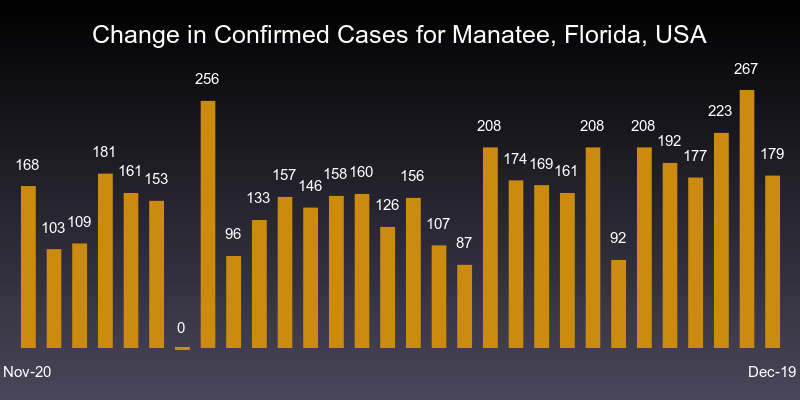 Change in Confirmed Cases for Manatee, Florida, USA
168 103 109 181 161 153 0 256 96 133 157 146 158 160 126 156 107 87 208 174 169 161 208 92 208 192 177 223 267 179
Nov-20 Dec-19